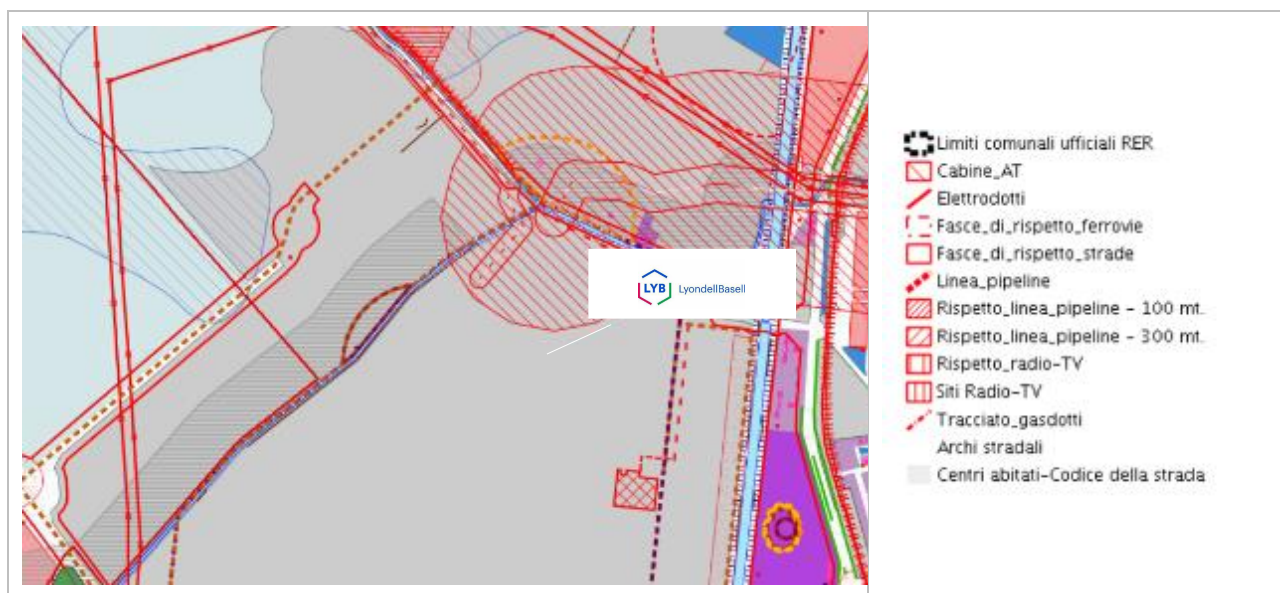 LYB LyondellBasell
Limiti comunali ufficiali RER
Cabine_AT
Elettrodotti
Fasce_di_rispetto_ferrovie
Fasce_di_rispetto_strade
Linea_pipeline
Rispetto_linea_pipeline - 100 mt.
Rispetto_linea_pipeline - 300 mt.
Rispetto_radio-TV
Siti Radio-TV
Tracciato_gasdotti
Archi stradali
Centri abitati-Codice della strada